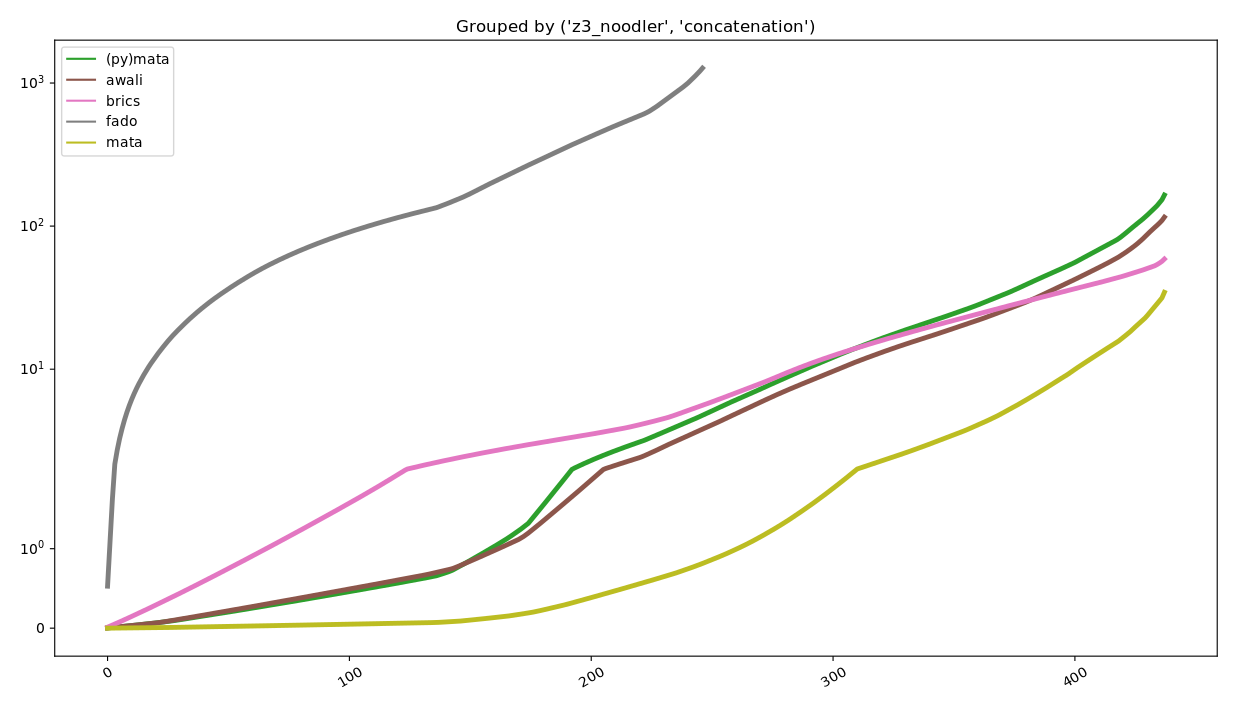 Grouped by ('z3_noodler', 'concatenation')
(py)mata
awali
brics
fado
mata
10³
10²
10¹
10⁰
0
0
100
200
300
400